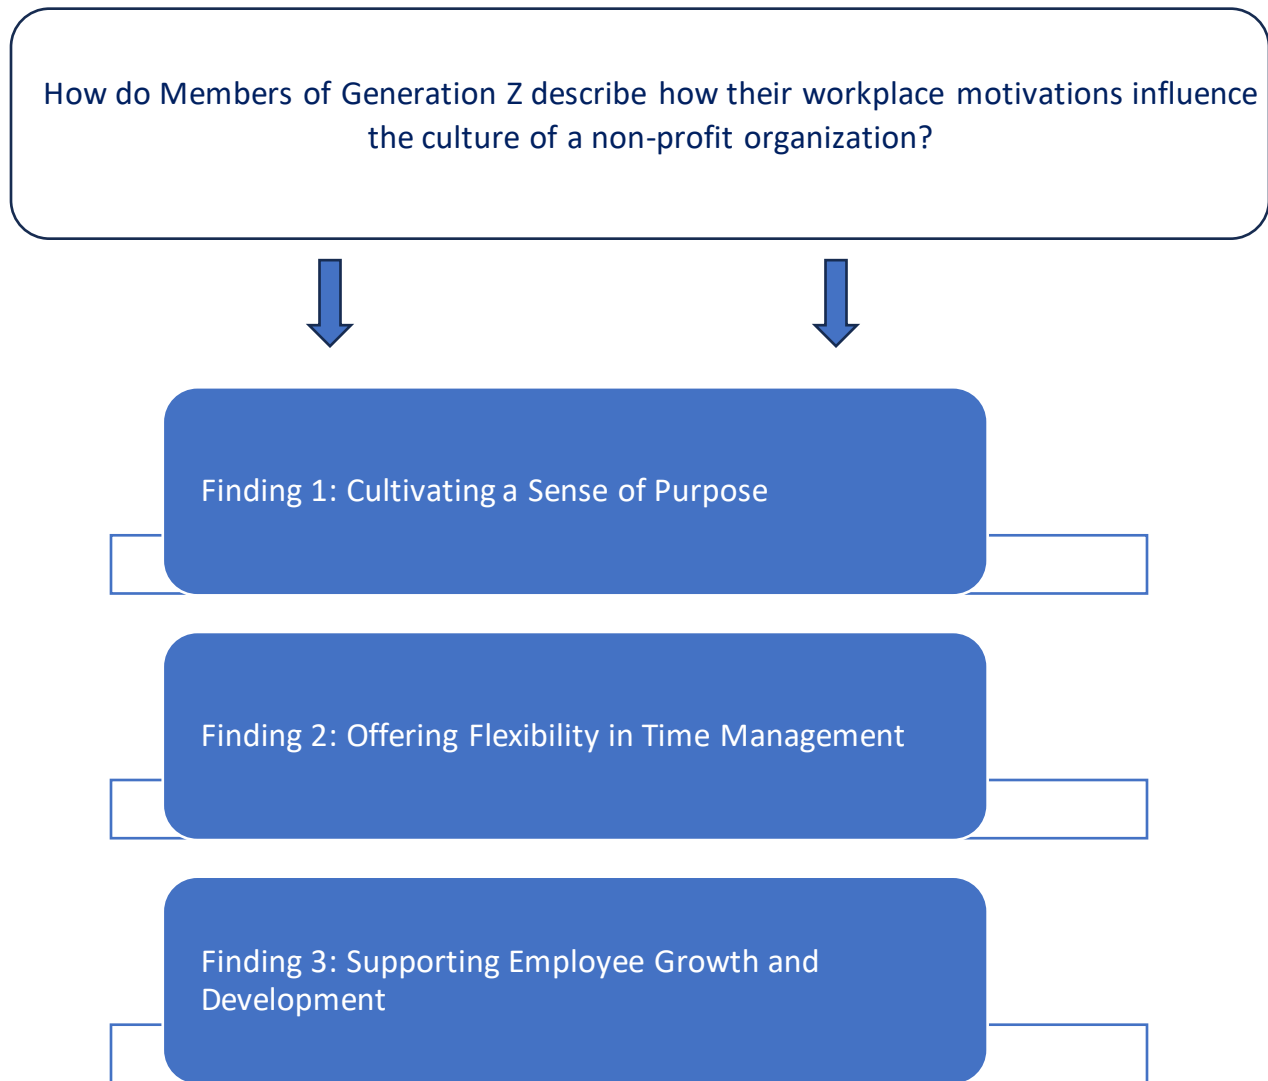 How do Members of Generation Z describe how their workplace motivations influence
the culture of a non-profit organization?
Finding 1: Cultivating a Sense of Purpose
Finding 2: Offering Flexibility in Time Management
Finding 3: Supporting Employee Growth and
Development